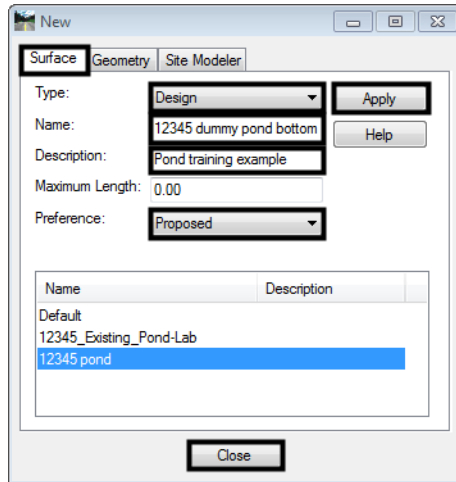 New
Surface Geometry Site Modeler
Type: Design Apply
Name: 12345 dummy pond bottom Help
Description: Pond training example
Maximum Length: 0.00
Preference: Proposed
Name Description
Default
12345_Existing_Pond-Lab
12345 pond
Close